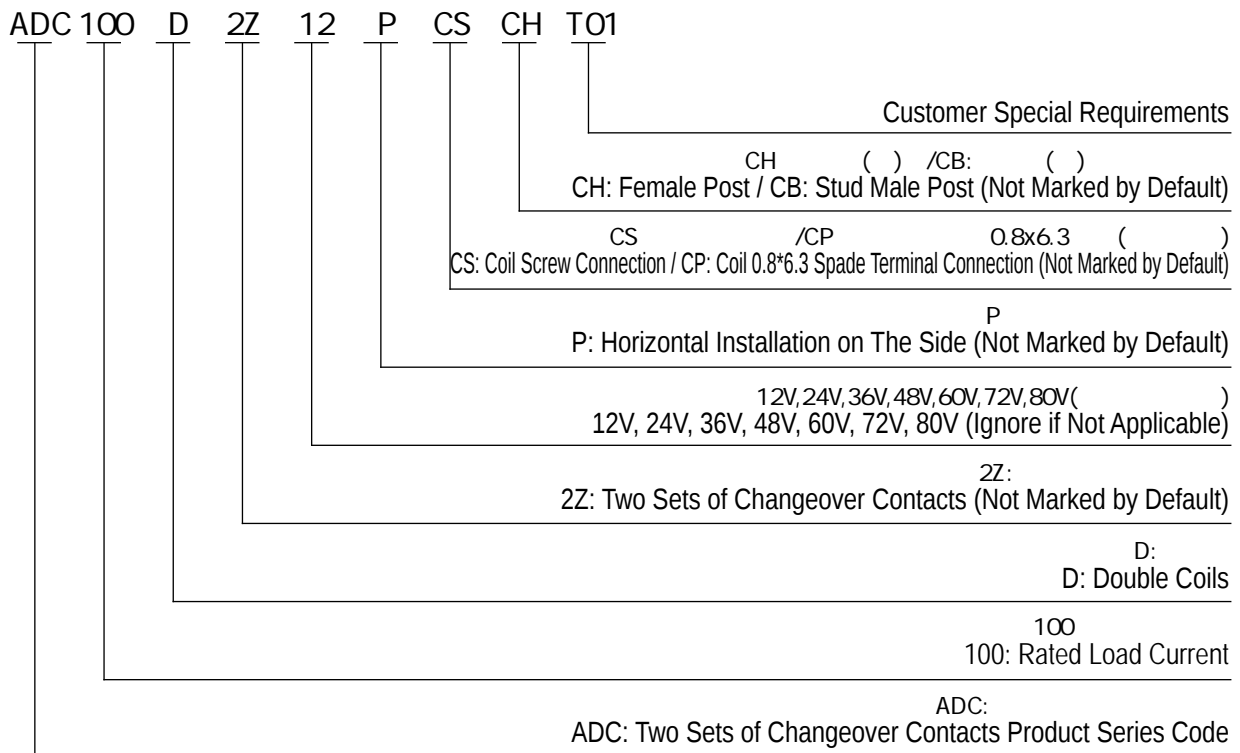 ADC 100 D 2Z 12 P CS CH T01
Customer Special Requirements
CH ( ) /CB: ( )
CH: Female Post / CB: Stud Male Post (Not Marked by Default)
CS /CP 0.8x6.3 ( )
CS: Coil Screw Connection / CP: Coil 0.8*6.3 Spade Terminal Connection (Not Marked by Default)
P
P: Horizontal Installation on The Side (Not Marked by Default)
12V,24V,36V,48V,60V,72V,80V( )
12V, 24V, 36V, 48V, 60V, 72V, 80V (Ignore if Not Applicable)
2Z:
2Z: Two Sets of Changeover Contacts (Not Marked by Default)
D:
D: Double Coils
100
100: Rated Load Current
ADC:
ADC: Two Sets of Changeover Contacts Product Series Code